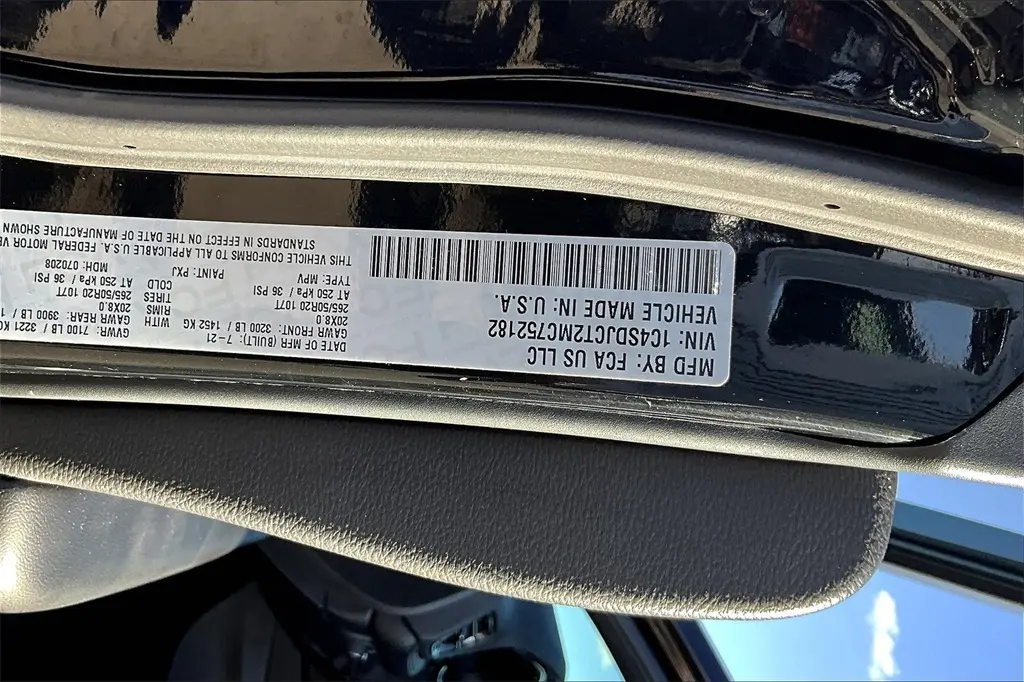 MFD BY: FCA US LLC
VIN: 1C4SDJCT2MC752182
VEHICLE MADE IN: U.S.A.
DATE OF MFR (BUILT): 7-21
GAWR FRONT 3200 LB / 1452 KG WITH
20X8.0 RIMS
265/50R20 107T TIRES
AT 250 kPa / 36 PSI COLD
TYPE: MPV PAINT: PXJ MDH: 070208
GVWR: 7100 LB / 3221 KG
GAWR REAR: 3900 LB /
20X8.0
265/50R20 107T
AT 250 kPa / 36 PSI
THIS VEHICLE CONFORMS TO ALL APPLICABLE U.S.A. FEDERAL MOTOR
STANDARDS IN EFFECT ON THE DATE OF MANUFACTURE SHOWN